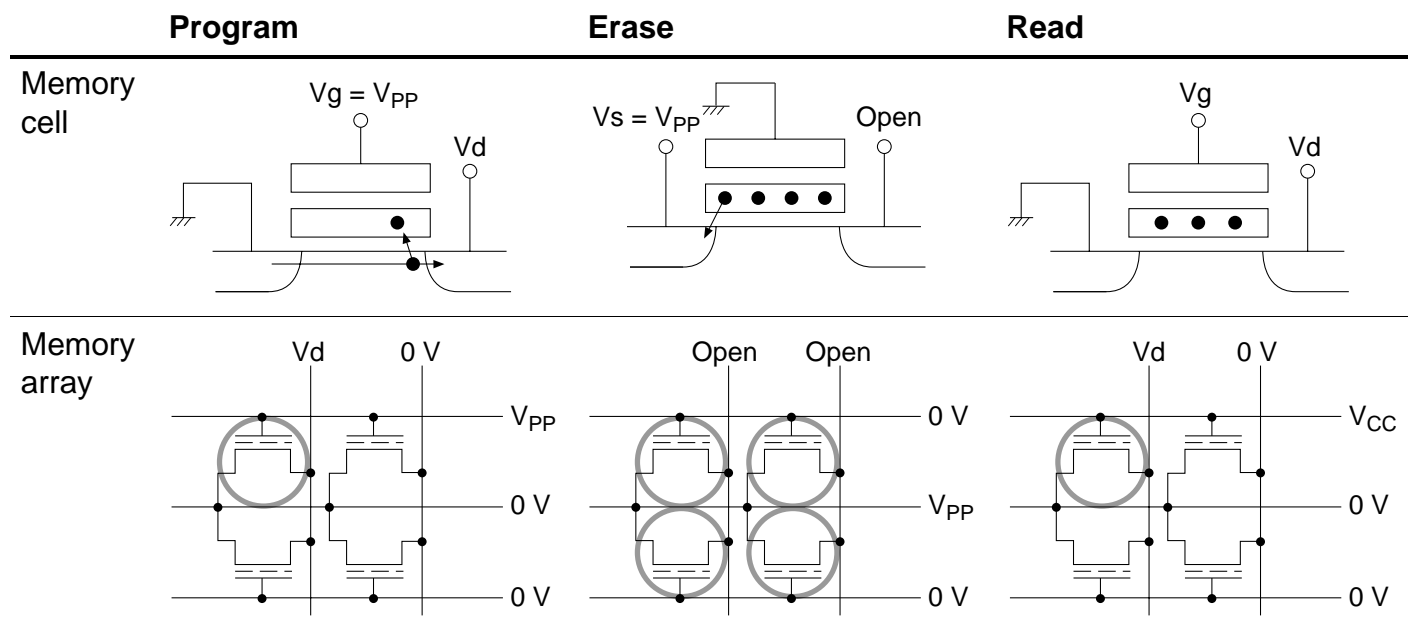 Program Erase Read
Memory
cell
Vg = VPP
Vd
Vs = VPP
Open
Vg
Vd
Memory
array
Vd 0 V
VPP
0 V
0 V
Open Open
0 V
VPP
0 V
Vd 0 V
VCC
0 V
0 V